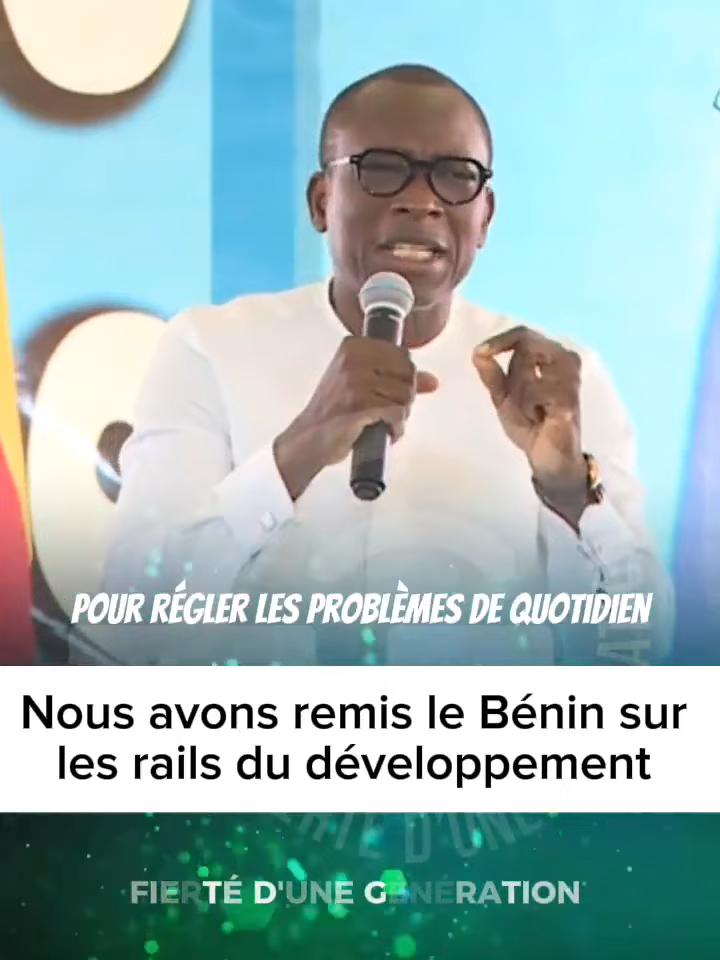 POUR RÉGLER LES PROBLÈMES DE QUOTIDIEN
Nous avons remis le Bénin sur
les rails du développement
FIERTÉ D'UNE GÉNÉRATION